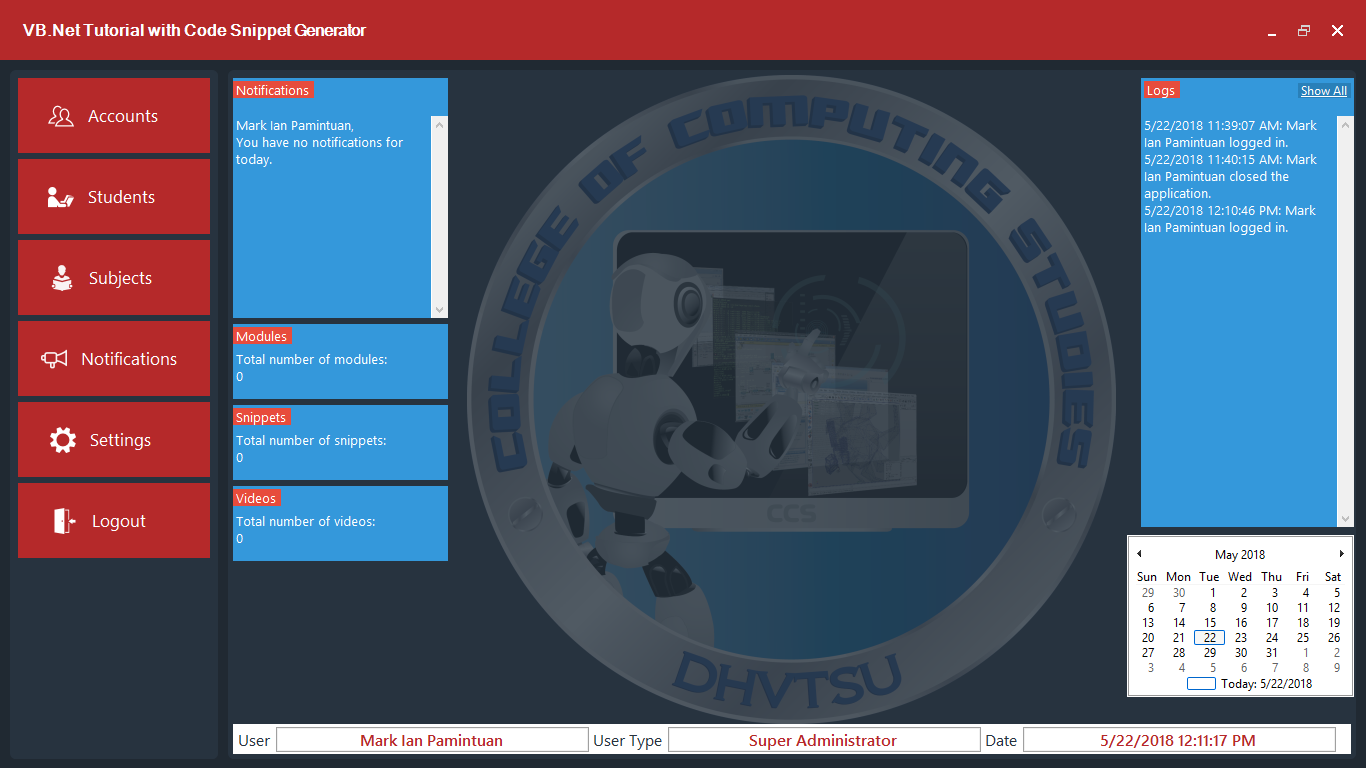 VB.Net Tutorial with Code Snippet Generator
Accounts
Students
Subjects
Notifications
Settings
Logout
Notifications
Mark Ian Pamintuan,
You have no notifications for
today.
Modules
Total number of modules:
0
Snippets
Total number of snippets:
0
Videos
Total number of videos:
0
COLLEGE OF COMPUTING STUDIES
CCS
DHVTSU
Logs
Show All
5/22/2018 11:39:07 AM: Mark
Ian Pamintuan logged in.
5/22/2018 11:40:15 AM: Mark
Ian Pamintuan closed the
application.
5/22/2018 12:10:46 PM: Mark
Ian Pamintuan logged in.
May 2018
Sun Mon Tue Wed Thu Fri Sat
29 30 1 2 3 4 5
6 7 8 9 10 11 12
13 14 15 16 17 18 19
20 21 22 23 24 25 26
27 28 29 30 31 1 2
3 4 5 6 7 8 9
Today: 5/22/2018
User Mark Ian Pamintuan User Type Super Administrator Date 5/22/2018 12:11:17 PM